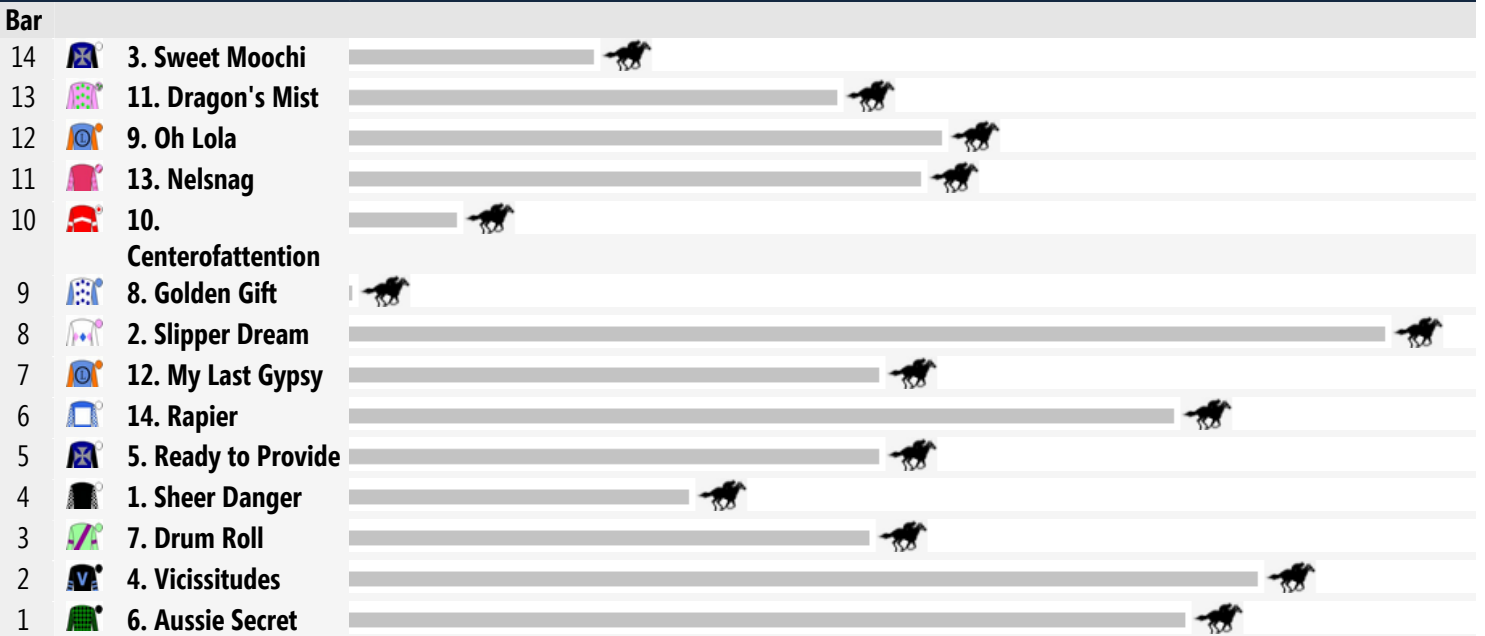 Bar
14 3. Sweet Moochi
13 11. Dragon's Mist
12 9. Oh Lola
11 13. Nelsnag
10 10.
Centerofattention
9 8. Golden Gift
8 2. Slipper Dream
7 12. My Last Gypsy
6 14. Rapier
5 5. Ready to Provide
4 1. Sheer Danger
3 7. Drum Roll
2 V 4. Vicissitudes
1 6. Aussie Secret